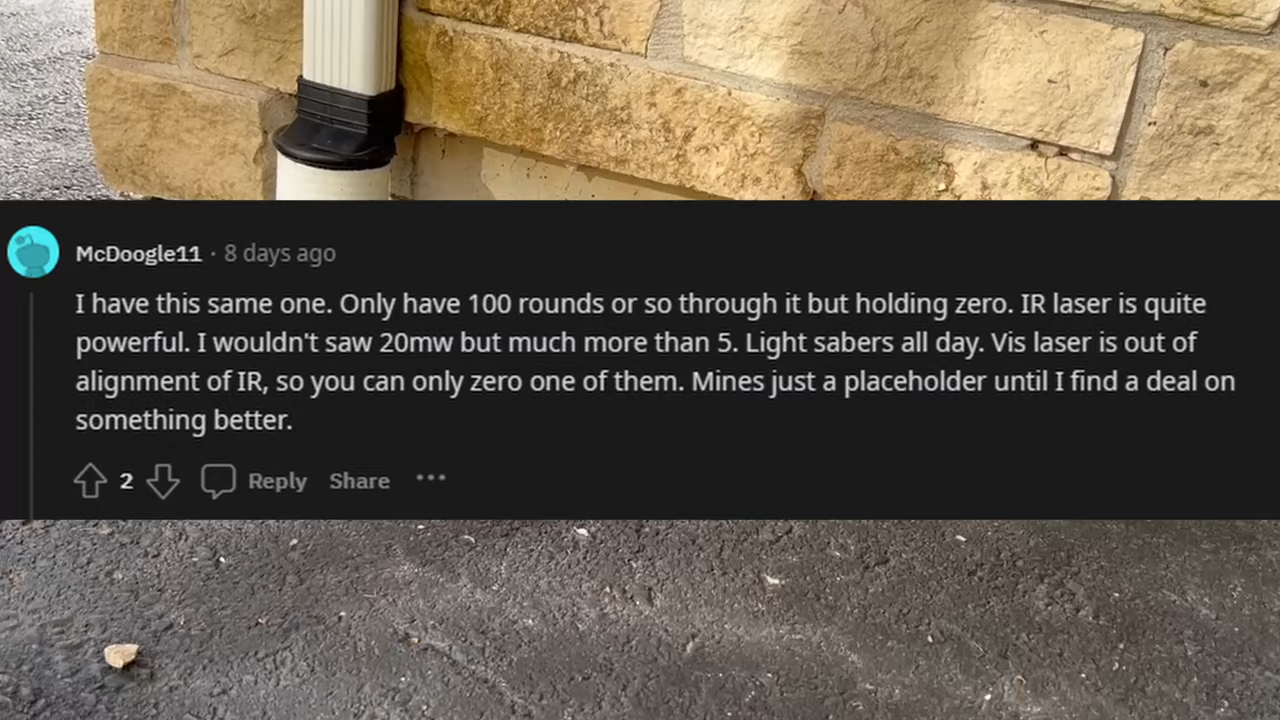 McDoogle11 · 8 days ago
I have this same one. Only have 100 rounds or so through it but holding zero. IR laser is quite
powerful. I wouldn't saw 20mw but much more than 5. Light sabers all day. Vis laser is out of
alignment of IR, so you can only zero one of them. Mines just a placeholder until I find a deal on
something better.
2 Reply Share ···